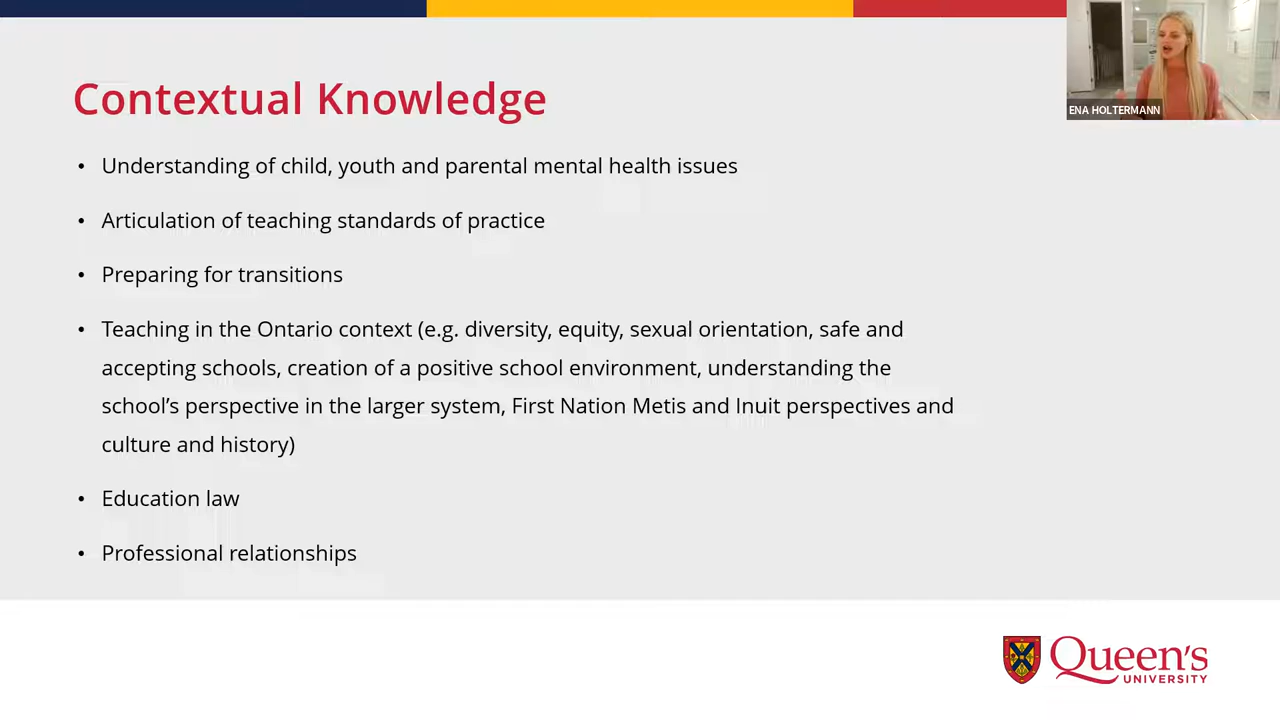 Contextual Knowledge
ENA HOLTERMANN
• Understanding of child, youth and parental mental health issues
• Articulation of teaching standards of practice
• Preparing for transitions
• Teaching in the Ontario context (e.g. diversity, equity, sexual orientation, safe and
accepting schools, creation of a positive school environment, understanding the
school’s perspective in the larger system, First Nation Metis and Inuit perspectives and
culture and history)
• Education law
• Professional relationships
Queen's
UNIVERSITY